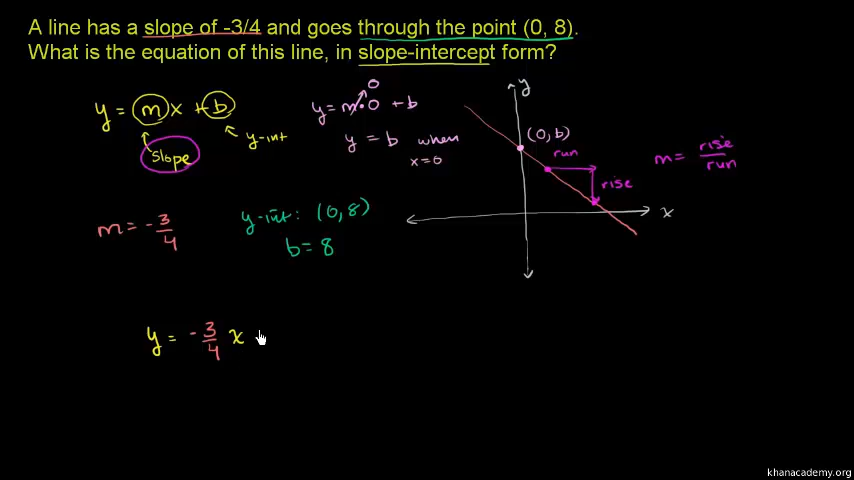 A line has a slope of -3/4 and goes through the point (0, 8).
What is the equation of this line, in slope-intercept form?
y = mx + b
slope
y-int
0
y = m·0 + b
y = b when
x=0
y
(0, b)
run
rise
x
m = rise/run
m = -3/4
y-int: (0, 8)
b = 8
y = -3/4 x
khanacademy.org